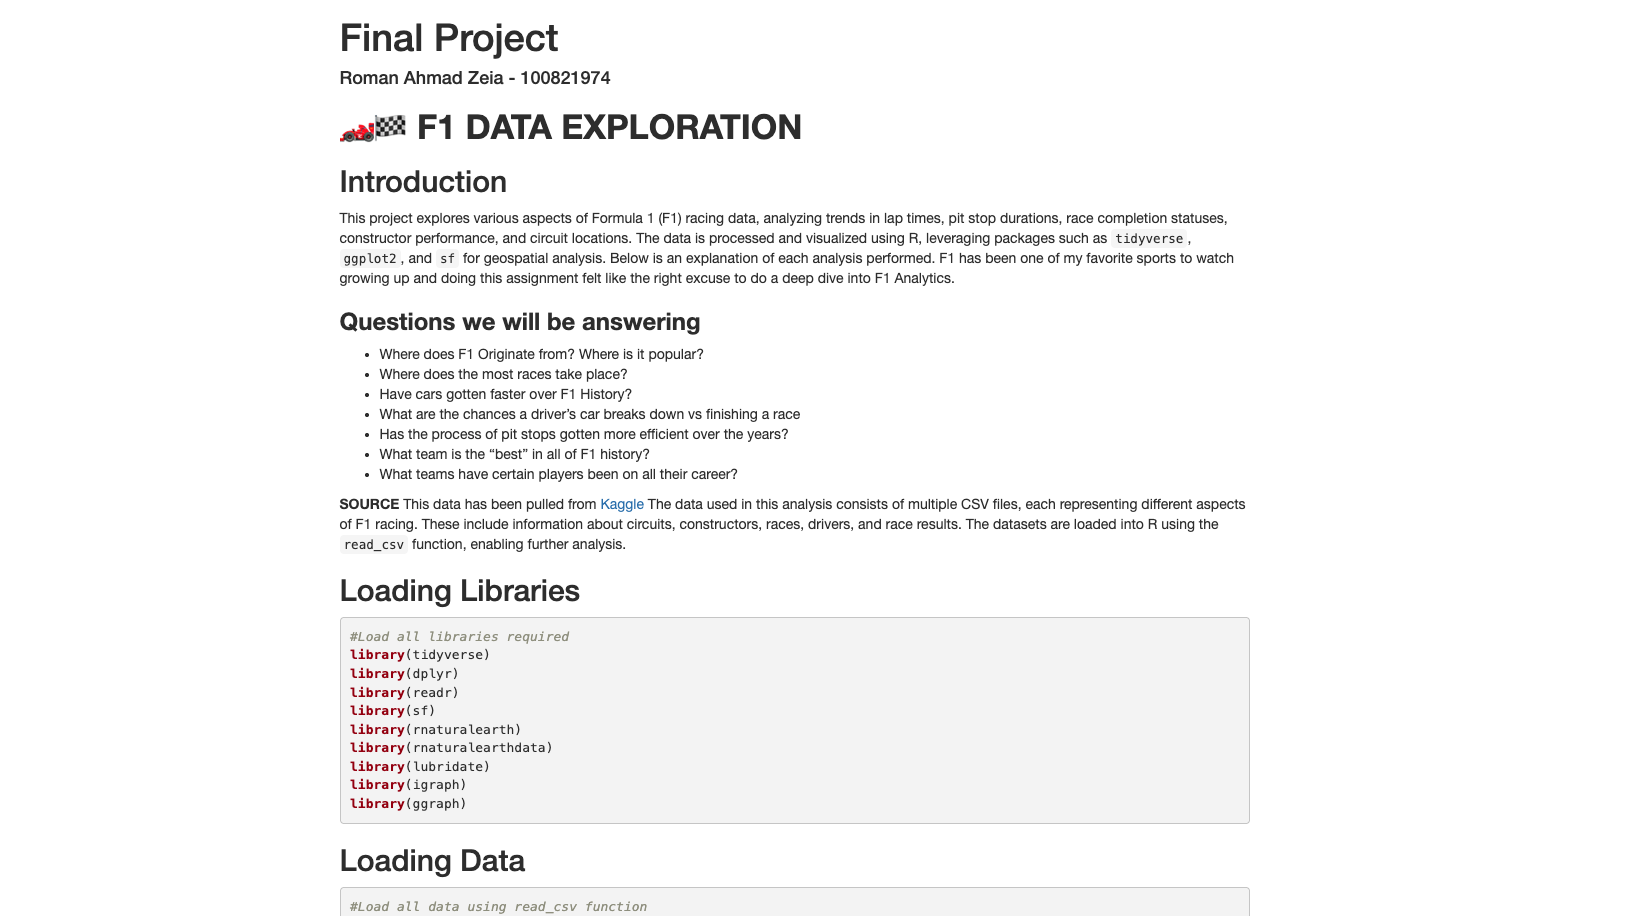 Final Project
Roman Ahmad Zeia - 100821974
🏎️🏁 F1 DATA EXPLORATION
Introduction
This project explores various aspects of Formula 1 (F1) racing data, analyzing trends in lap times, pit stop durations, race completion statuses,
constructor performance, and circuit locations. The data is processed and visualized using R, leveraging packages such as tidyverse,
ggplot2, and sf for geospatial analysis. Below is an explanation of each analysis performed. F1 has been one of my favorite sports to watch
growing up and doing this assignment felt like the right excuse to do a deep dive into F1 Analytics.
Questions we will be answering
• Where does F1 Originate from? Where is it popular?
• Where does the most races take place?
• Have cars gotten faster over F1 History?
• What are the chances a driver’s car breaks down vs finishing a race
• Has the process of pit stops gotten more efficient over the years?
• What team is the “best” in all of F1 history?
• What teams have certain players been on all their career?
SOURCE This data has been pulled from Kaggle The data used in this analysis consists of multiple CSV files, each representing different aspects
of F1 racing. These include information about circuits, constructors, races, drivers, and race results. The datasets are loaded into R using the
read_csv function, enabling further analysis.
Loading Libraries
#Load all libraries required
library(tidyverse)
library(dplyr)
library(readr)
library(sf)
library(rnaturalearth)
library(rnaturalearthdata)
library(lubridate)
library(igraph)
library(ggraph)
Loading Data
#Load all data using read_csv function